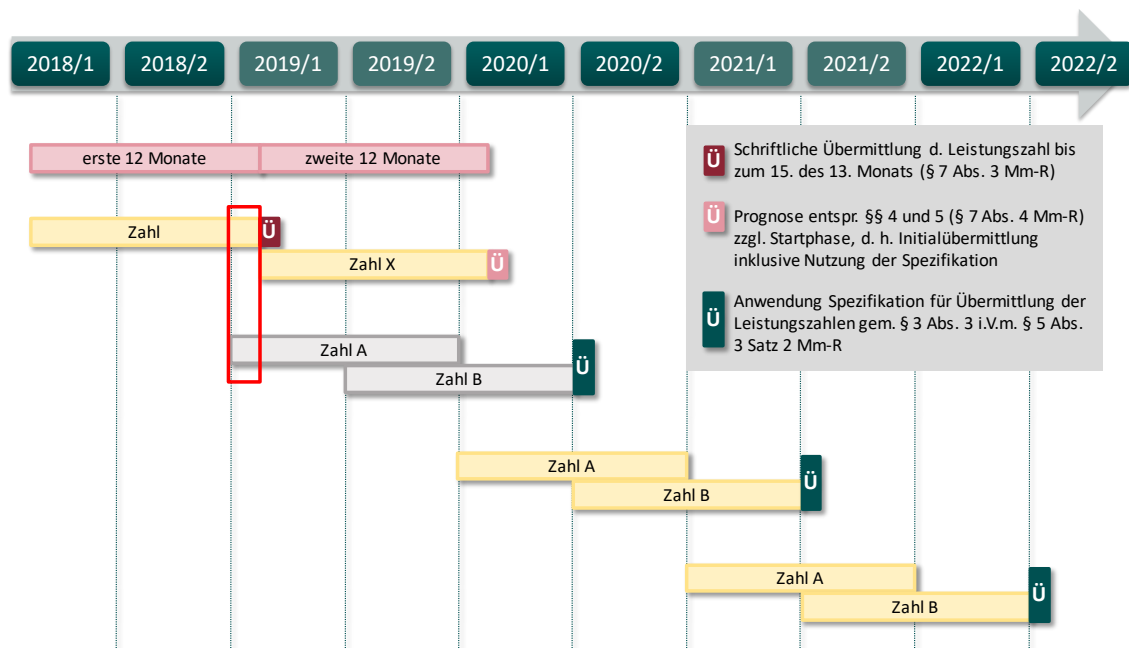 2018/1
2018/2
2019/1
2019/2
2020/1
2020/2
2021/1
2021/2
2022/1
2022/2
erste 12 Monate
zweite 12 Monate
Zahl
Ü
Zahl X
Ü
Zahl A
Zahl B
Ü
Zahl A
Zahl B
Ü
Zahl A
Zahl B
Ü
Ü
Schriftliche Übermittlung d. Leistungszahl bis
zum 15. des 13. Monats (§ 7 Abs. 3 Mm-R)
Ü
Prognose entspr. §§ 4 und 5 (§ 7 Abs. 4 Mm-R)
zzgl. Startphase, d. h. Initialübermittlung
inklusive Nutzung der Spezifikation
Ü
Anwendung Spezifikation für Übermittlung der
Leistungszahlen gem. § 3 Abs. 3 i.V.m. § 5 Abs.
3 Satz 2 Mm-R